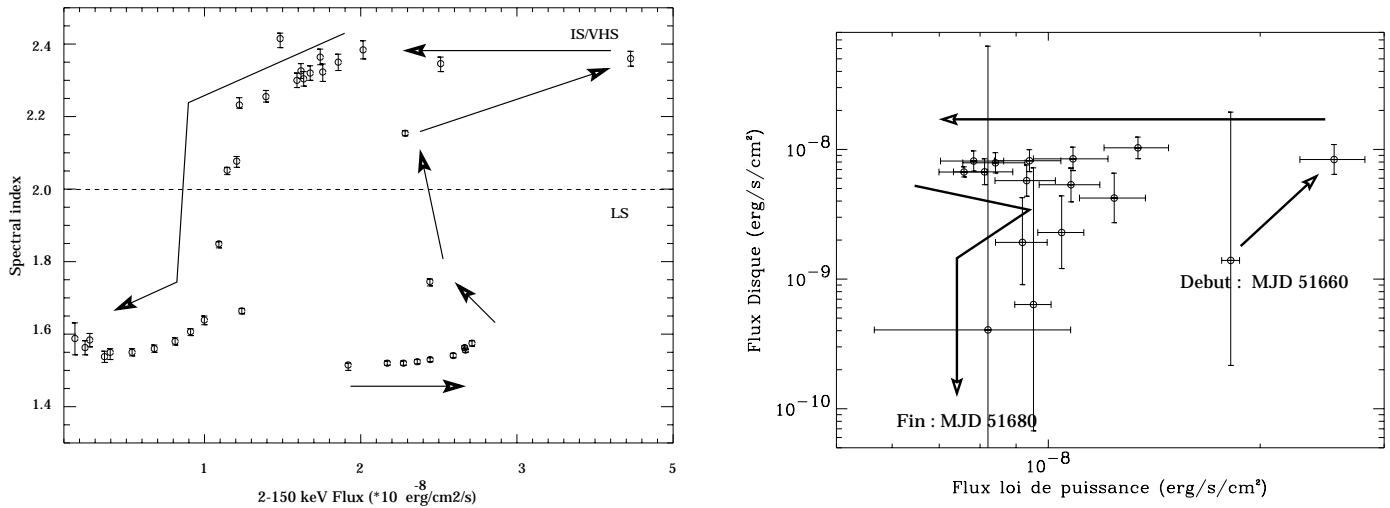 2.4
2.2
2.0
1.8
1.6
1.4
Spectral index
IS/VHS
LS
1
2
3
5
2-150 keV Flux (*10 -8 erg/cm2/s)
10-8
10-9
10-10
Flux Disque (erg/s/cm²)
Debut : MJD 51660
Fin : MJD 51680
10-8
Flux loi de puissance (erg/s/cm²)